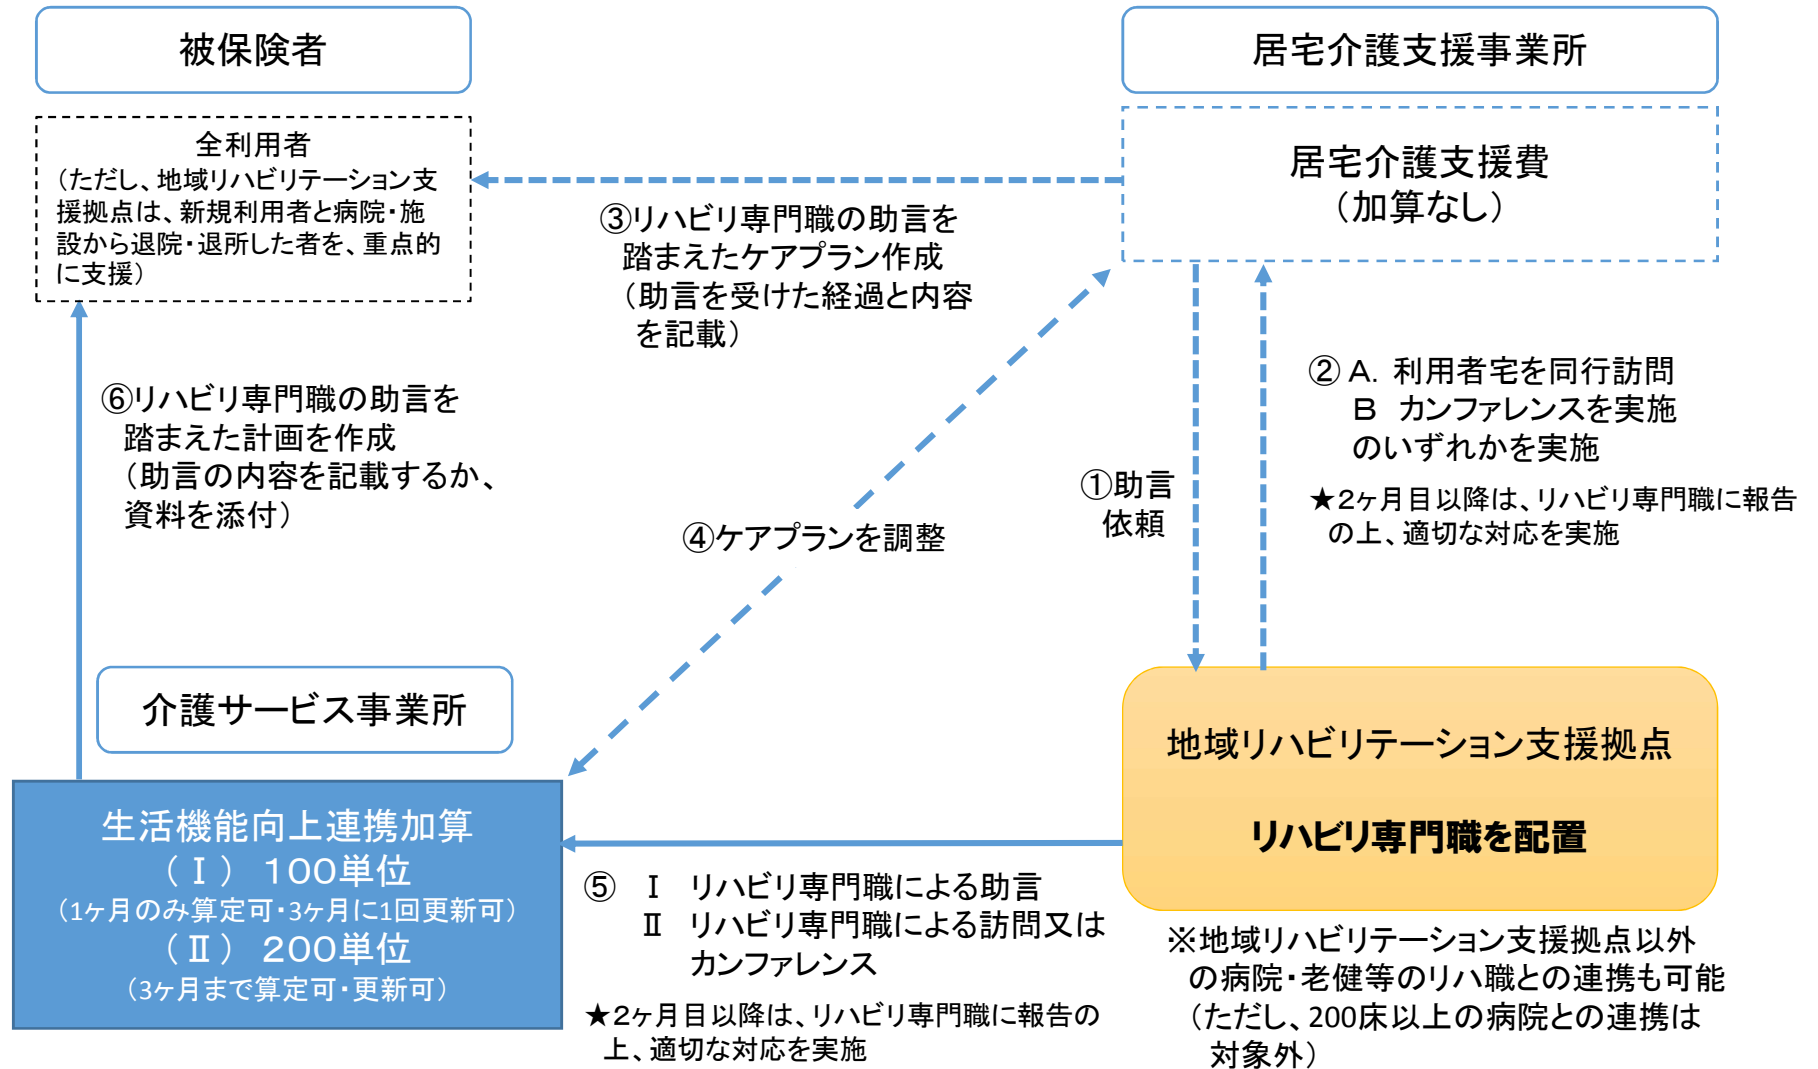 被保険者
居宅介護支援事業所
全利用者
（ただし、地域リハビリテーション支
援拠点は、新規利用者と病院・施
設から退院・退所した者を、重点的
に支援）
居宅介護支援費
（加算なし）
③リハビリ専門職の助言を
踏まえたケアプラン作成
（助言を受けた経過と内容
を記載）
② Ａ. 利用者宅を同行訪問
Ｂ カンファレンスを実施
のいずれかを実施
★２ヶ月目以降は、リハビリ専門職に報告
の上、適切な対応を実施
⑥リハビリ専門職の助言を
踏まえた計画を作成
（助言の内容を記載するか、
資料を添付）
①助言
依頼
④ケアプランを調整
介護サービス事業所
地域リハビリテーション支援拠点
リハビリ専門職を配置
生活機能向上連携加算
（Ⅰ） １００単位
（1ヶ月のみ算定可・3ヶ月に1回更新可）
（Ⅱ） ２００単位
（3ヶ月まで算定可・更新可）
⑤ Ⅰ リハビリ専門職による助言
Ⅱ リハビリ専門職による訪問又は
カンファレンス
★２ヶ月目以降は、リハビリ専門職に報告の
上、適切な対応を実施
※地域リハビリテーション支援拠点以外
の病院・老健等のリハ職との連携も可能
（ただし、200床以上の病院との連携は
対象外）